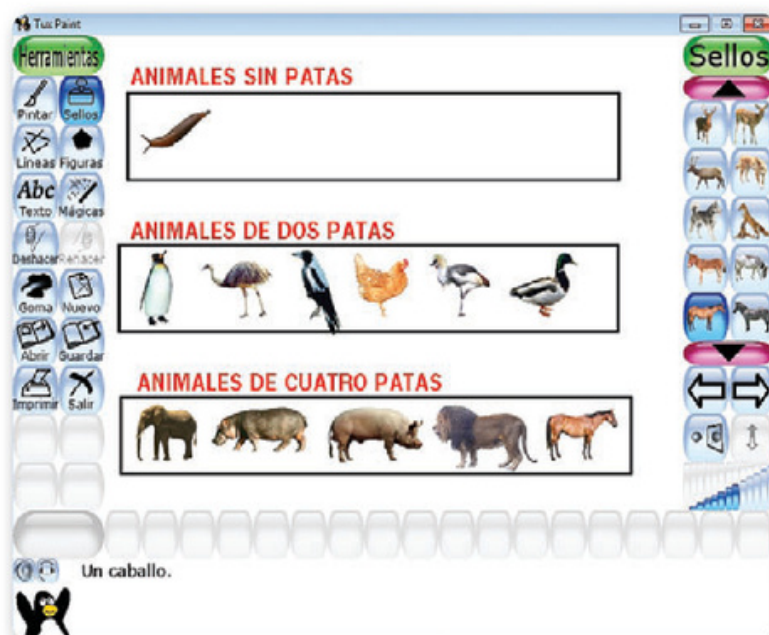 Tux Paint
Herramientas
Sellos
Pintar Sellos
Líneas Figuras
Texto Mágicas
Abc
Deshacer Rehacer
Goma Nuevo
Abrir Guardar
Imprimir Salir
ANIMALES SIN PATAS
ANIMALES DE DOS PATAS
ANIMALES DE CUATRO PATAS
Un caballo.